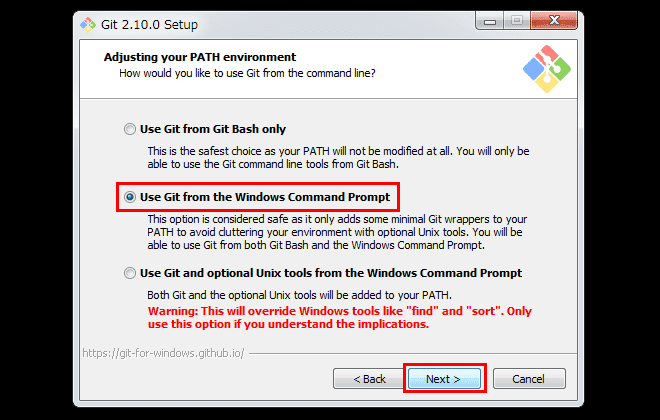 Git 2.10.0 Setup
Adjusting your PATH environment
How would you like to use Git from the command line?
Use Git from Git Bash only
This is the safest choice as your PATH will not be modified at all. You will only be
able to use the Git command line tools from Git Bash.
Use Git from the Windows Command Prompt
This option is considered safe as it only adds some minimal Git wrappers to your
PATH to avoid cluttering your environment with optional Unix tools. You will be
able to use Git from both Git Bash and the Windows Command Prompt.
Use Git and optional Unix tools from the Windows Command Prompt
Both Git and the optional Unix tools will be added to your PATH.
Warning: This will override Windows tools like "find" and "sort". Only
use this option if you understand the implications.
https://git-for-windows.github.io/
< Back Next > Cancel